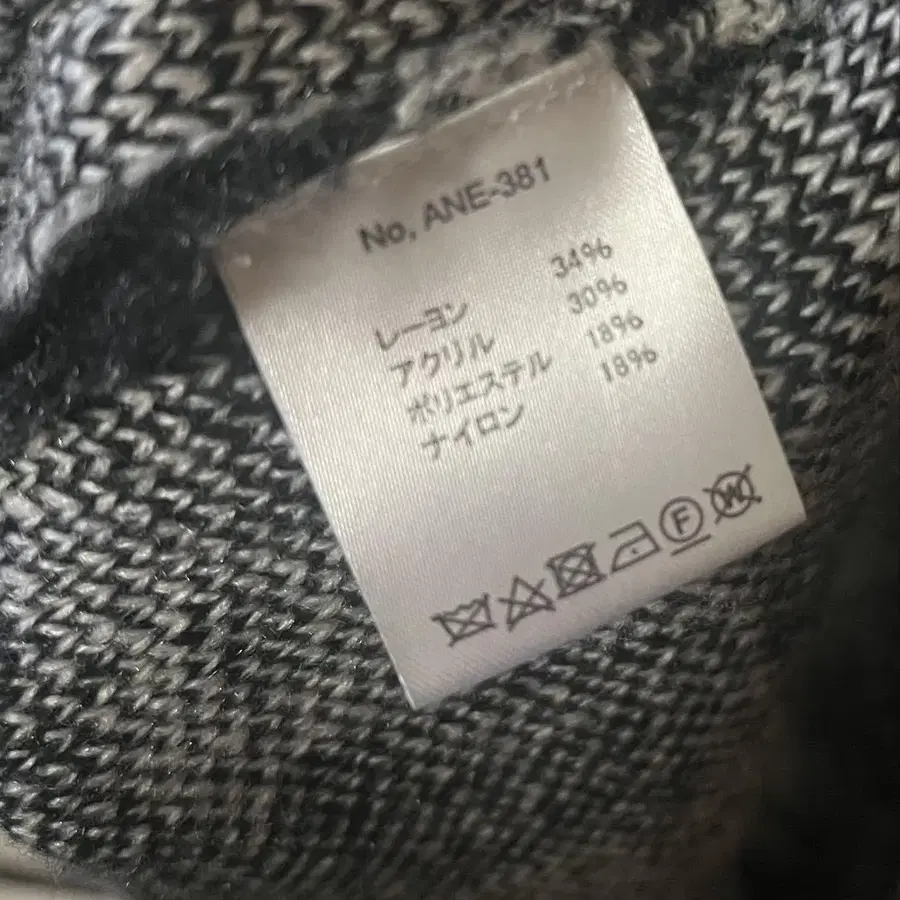 No, ANE-381
レーヨン 34%
アクリル 30%
ポリエステル 18%
ナイロン 18%
F W